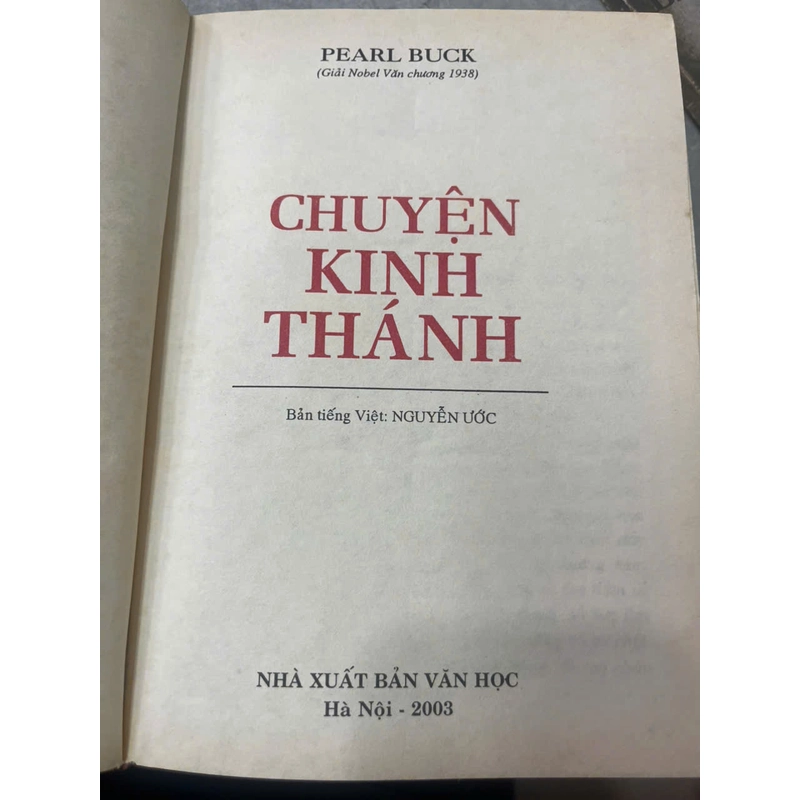 PEARL BUCK
(Giải Nobel Văn chương 1938)
CHUYỆN
KINH
THÁNH
Bản tiếng Việt: NGUYỄN ƯỚC
NHÀ XUẤT BẢN VĂN HỌC
Hà Nội - 2003